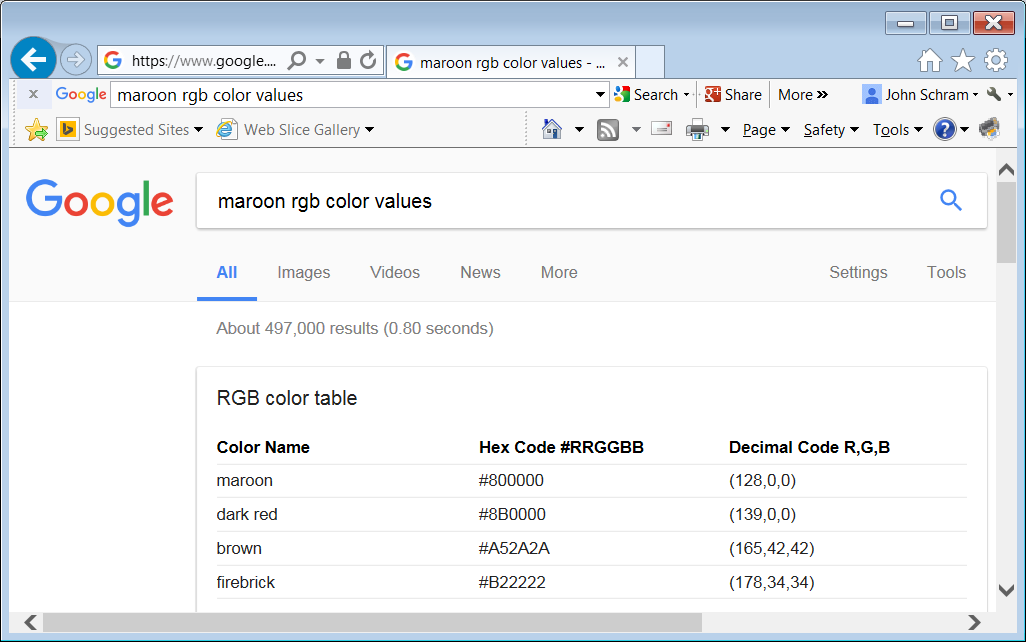 https://www.google.... maroon rgb color values - ...
Google maroon rgb color values Search Share More » John Schram
Suggested Sites Web Slice Gallery Page Safety Tools
Google maroon rgb color values
All Images Videos News More Settings Tools
About 497,000 results (0.80 seconds)
RGB color table
Color Name Hex Code #RRGGBB Decimal Code R,G,B
maroon #800000 (128,0,0)
dark red #8B0000 (139,0,0)
brown #A52A2A (165,42,42)
firebrick #B22222 (178,34,34)